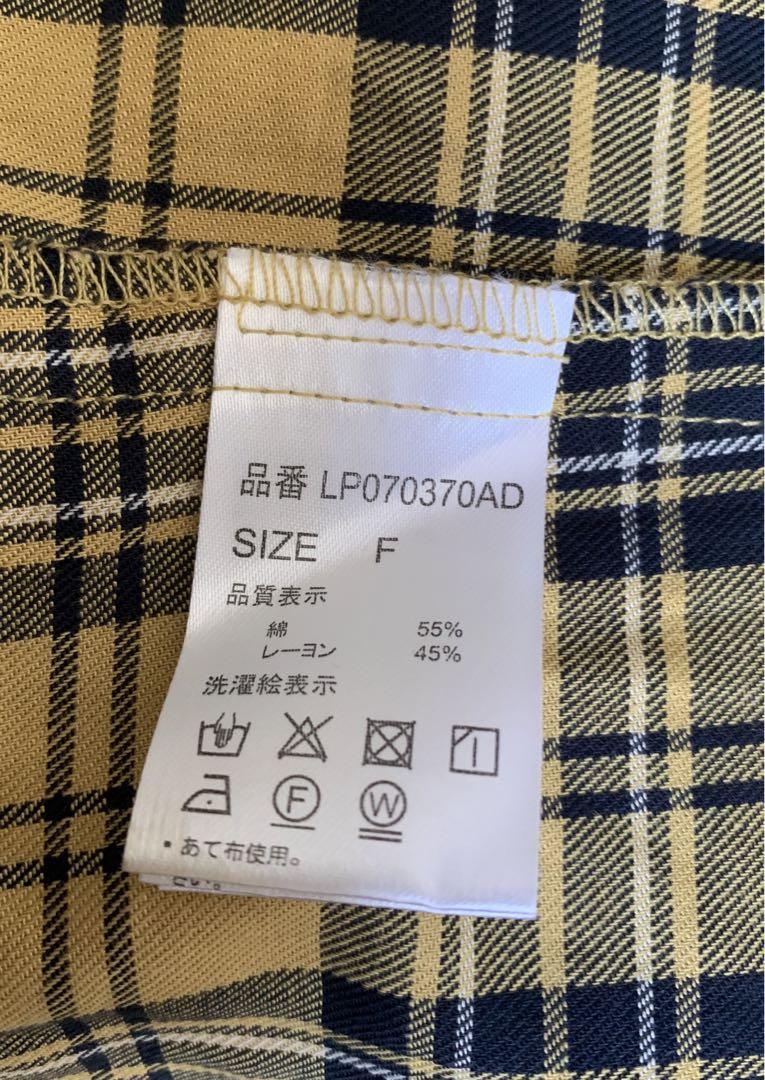 品番 LP070370AD
SIZE F
品質表示
綿 55%
レーヨン 45%
洗濯絵表示
F W
・あて布使用。